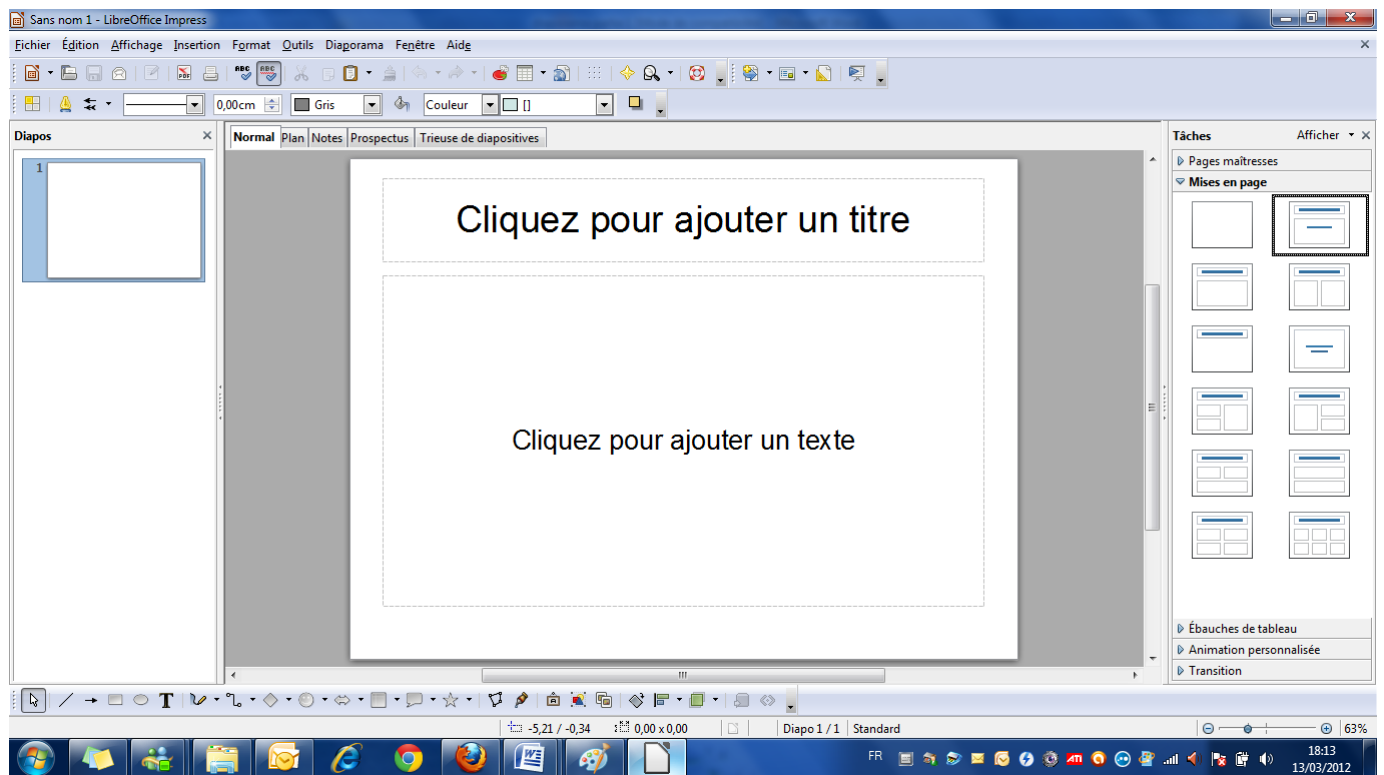 Sans nom 1 - LibreOffice Impress
Fichier Édition Affichage Insertion Format Outils Diaporama Fenêtre Aide
0,00cm Gris Couleur []
Diapos
Normal Plan Notes Prospectus Trieuse de diapositives
Tâches Afficher
1
Pages maîtresses
Mises en page
Cliquez pour ajouter un titre
Cliquez pour ajouter un texte
Ébauches de tableau
Animation personnalisée
Transition
-5,21 / -0,34 0,00 x 0,00 Diapo 1 / 1 Standard 63%
FR
18:13
13/03/2012